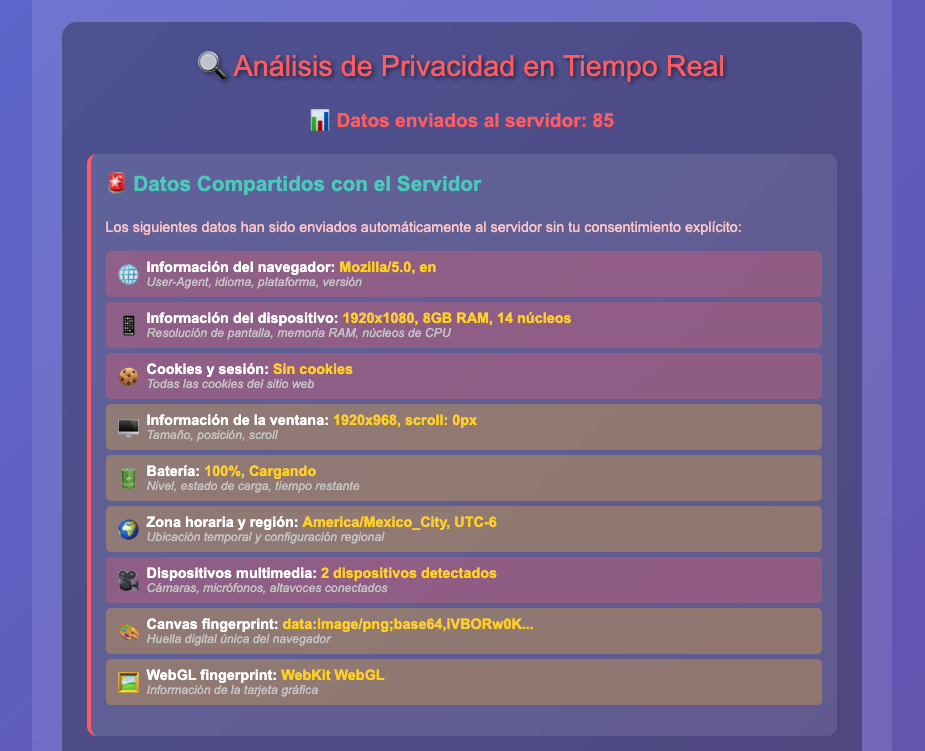 Análisis de Privacidad en Tiempo Real
Datos enviados al servidor: 85
Datos Compartidos con el Servidor
Los siguientes datos han sido enviados automáticamente al servidor sin tu consentimiento explícito:
Información del navegador: Mozilla/5.0, en
User-Agent, idioma, plataforma, versión
Información del dispositivo: 1920x1080, 8GB RAM, 14 núcleos
Resolución de pantalla, memoria RAM, núcleos de CPU
Cookies y sesión: Sin cookies
Todas las cookies del sitio web
Información de la ventana: 1920x968, scroll: 0px
Tamaño, posición, scroll
Batería: 100%, Cargando
Nivel, estado de carga, tiempo restante
Zona horaria y región: America/Mexico_City, UTC-6
Ubicación temporal y configuración regional
Dispositivos multimedia: 2 dispositivos detectados
Cámaras, micrófonos, altavoces conectados
Canvas fingerprint: data:image/png;base64,iVBORw0K...
Huella digital única del navegador
WebGL fingerprint: WebKit WebGL
Información de la tarjeta gráfica